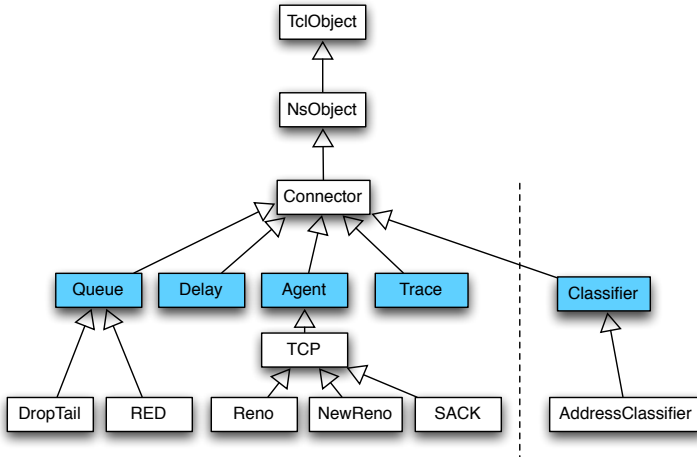 TclObject
NsObject
Connector
Queue
Delay
Agent
Trace
Classifier
TCP
DropTail
RED
Reno
NewReno
SACK
AddressClassifier